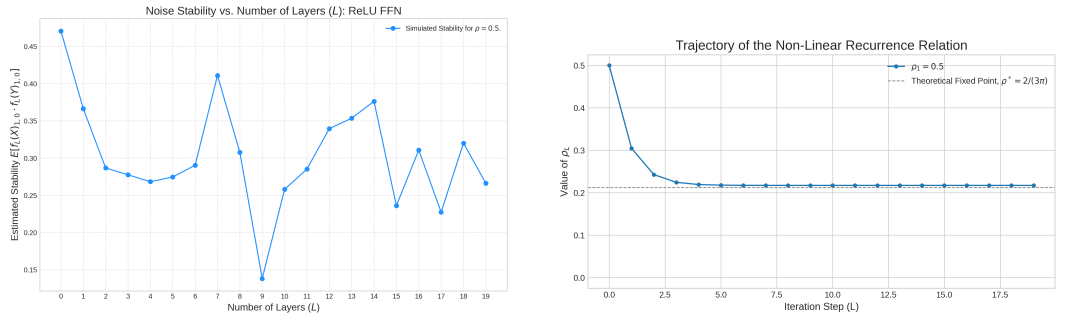 Noise Stability vs. Number of Layers (L): ReLU FFN
Simulated Stability for ρ = 0.5.
Estimated Stability E[f_L(X)_{1,0} · f_L(Y)_{1,0}]
0.45
0.40
0.35
0.30
0.25
0.20
0.15
0 1 2 3 4 5 6 7 8 9 10 11 12 13 14 15 16 17 18 19
Number of Layers (L)
Trajectory of the Non-Linear Recurrence Relation
ρ₁ = 0.5
Theoretical Fixed Point, ρ* = 2/(3π)
Value of ρ_L
0.5
0.4
0.3
0.2
0.1
0.0
0.0 2.5 5.0 7.5 10.0 12.5 15.0 17.5
Iteration Step (L)